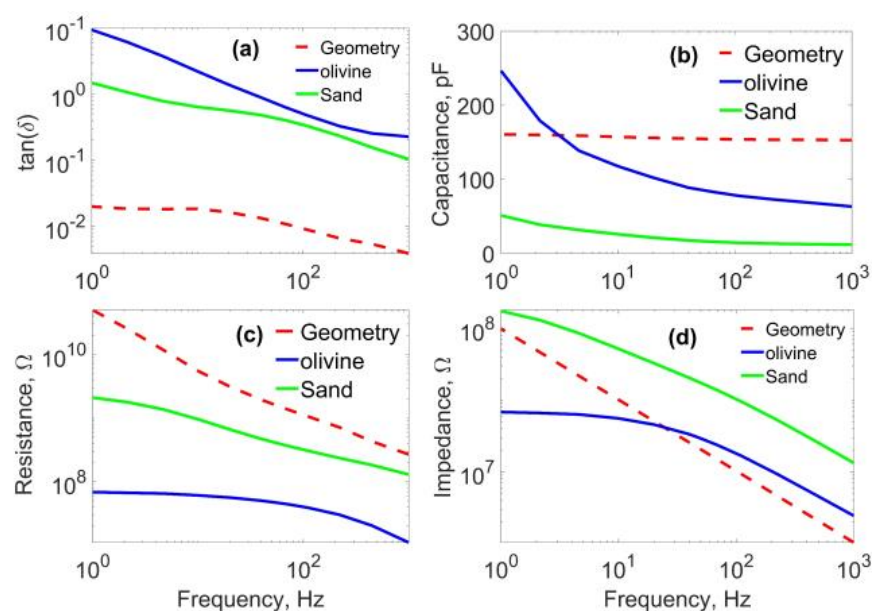 (a)
Geometry
olivine
Sand
tan(δ)
10^-1
10^0
10^-1
10^-2
10^0
10^2
(b)
Geometry
olivine
Sand
Capacitance, pF
300
200
100
0
10^0
10^1
10^2
10^3
(c)
Geometry
olivine
Sand
Resistance, Ω
10^10
10^8
10^0
10^2
Frequency, Hz
(d)
Geometry
olivine
Sand
Impedance, Ω
10^8
10^7
10^0
10^1
10^2
10^3
Frequency, Hz